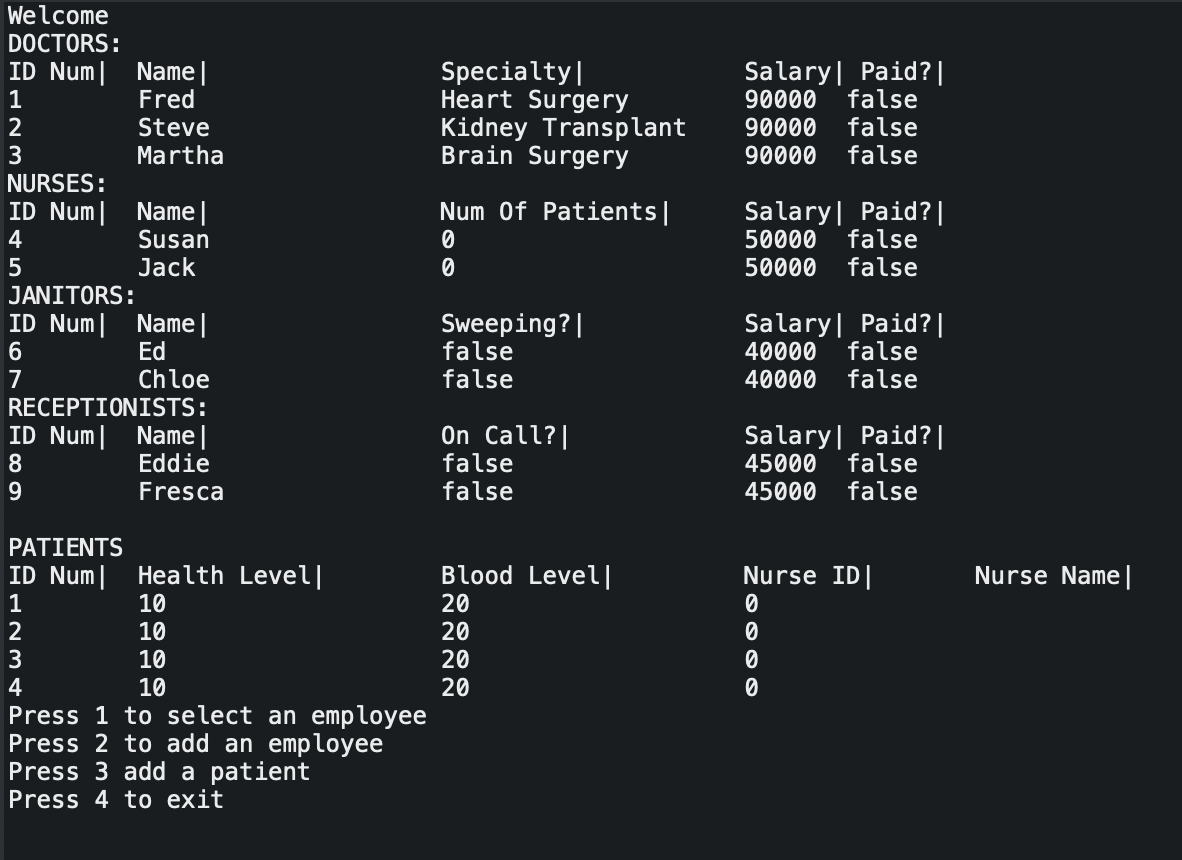 Welcome
DOCTORS:
ID Num|  Name|                Specialty|           Salary| Paid?|
1        Fred                 Heart Surgery        90000  false
2        Steve                Kidney Transplant    90000  false
3        Martha               Brain Surgery        90000  false
NURSES:
ID Num|  Name|                Num Of Patients|     Salary| Paid?|
4        Susan                0                    50000  false
5        Jack                 0                    50000  false
JANITORS:
ID Num|  Name|                Sweeping?|           Salary| Paid?|
6        Ed                   false                40000  false
7        Chloe                false                40000  false
RECEPTIONISTS:
ID Num|  Name|                On Call?|            Salary| Paid?|
8        Eddie                false                45000  false
9        Fresca               false                45000  false

PATIENTS
ID Num|  Health Level|        Blood Level|         Nurse ID|       Nurse Name|
1        10                   20                   0
2        10                   20                   0
3        10                   20                   0
4        10                   20                   0
Press 1 to select an employee
Press 2 to add an employee
Press 3 add a patient
Press 4 to exit